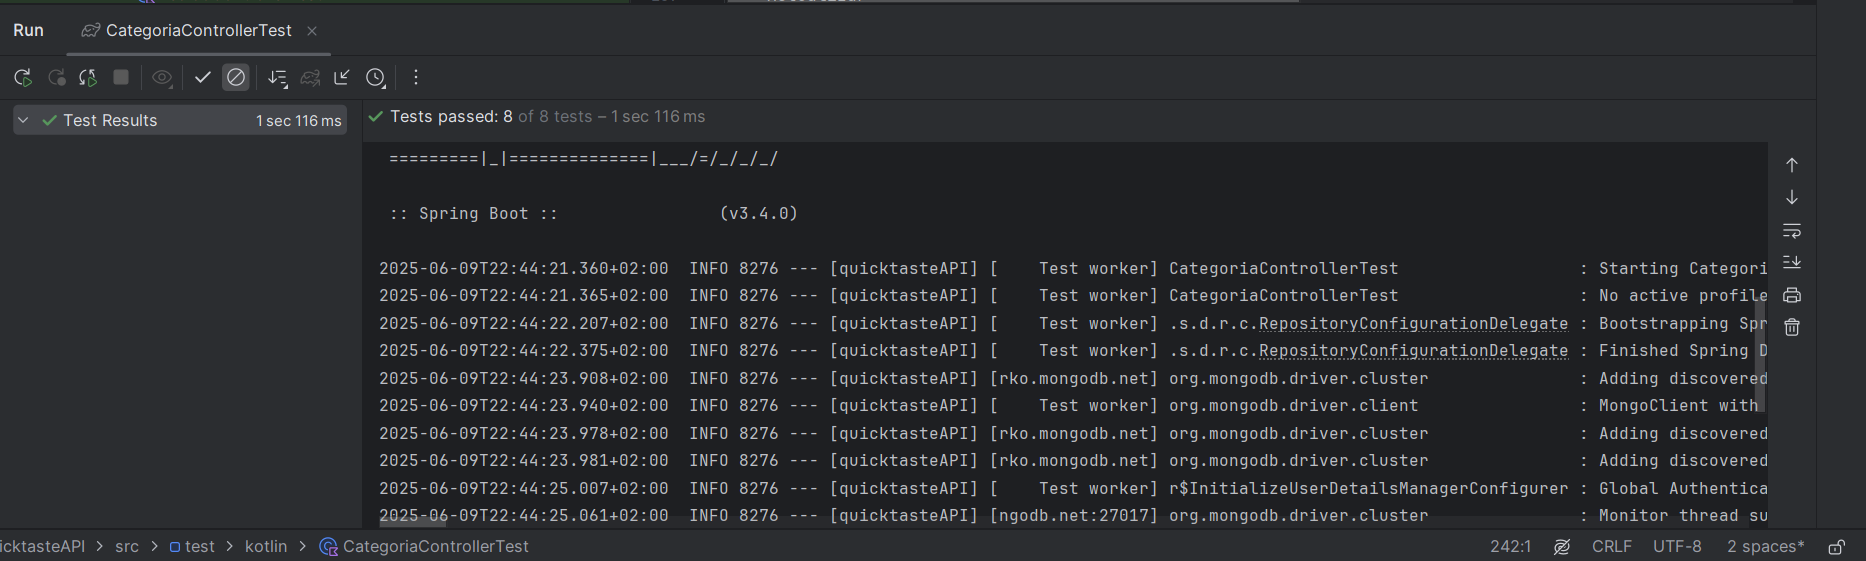 Run
CategoriaControllerTest
Test Results 1 sec 116 ms
Tests passed: 8 of 8 tests – 1 sec 116 ms
=========|_|==============|___/=/_/_/_/
:: Spring Boot :: (v3.4.0)
2025-06-09T22:44:21.360+02:00 INFO 8276 --- [quicktasteAPI] [ Test worker] CategoriaControllerTest : Starting Categori
2025-06-09T22:44:21.365+02:00 INFO 8276 --- [quicktasteAPI] [ Test worker] CategoriaControllerTest : No active profile
2025-06-09T22:44:22.207+02:00 INFO 8276 --- [quicktasteAPI] [ Test worker] .s.d.r.c.RepositoryConfigurationDelegate : Bootstrapping Spr
2025-06-09T22:44:22.375+02:00 INFO 8276 --- [quicktasteAPI] [ Test worker] .s.d.r.c.RepositoryConfigurationDelegate : Finished Spring D
2025-06-09T22:44:23.908+02:00 INFO 8276 --- [quicktasteAPI] [rko.mongodb.net] org.mongodb.driver.cluster : Adding discovered
2025-06-09T22:44:23.940+02:00 INFO 8276 --- [quicktasteAPI] [ Test worker] org.mongodb.driver.client : MongoClient with
2025-06-09T22:44:23.978+02:00 INFO 8276 --- [quicktasteAPI] [rko.mongodb.net] org.mongodb.driver.cluster : Adding discovered
2025-06-09T22:44:23.981+02:00 INFO 8276 --- [quicktasteAPI] [rko.mongodb.net] org.mongodb.driver.cluster : Adding discovered
2025-06-09T22:44:25.007+02:00 INFO 8276 --- [quicktasteAPI] [ Test worker] r$InitializeUserDetailsManagerConfigurer : Global Authentica
2025-06-09T22:44:25.061+02:00 INFO 8276 --- [quicktasteAPI] [ngodb.net:27017] org.mongodb.driver.cluster : Monitor thread su
icktasteAPI > src > test > kotlin > CategoriaControllerTest 242:1 CRLF UTF-8 2 spaces*